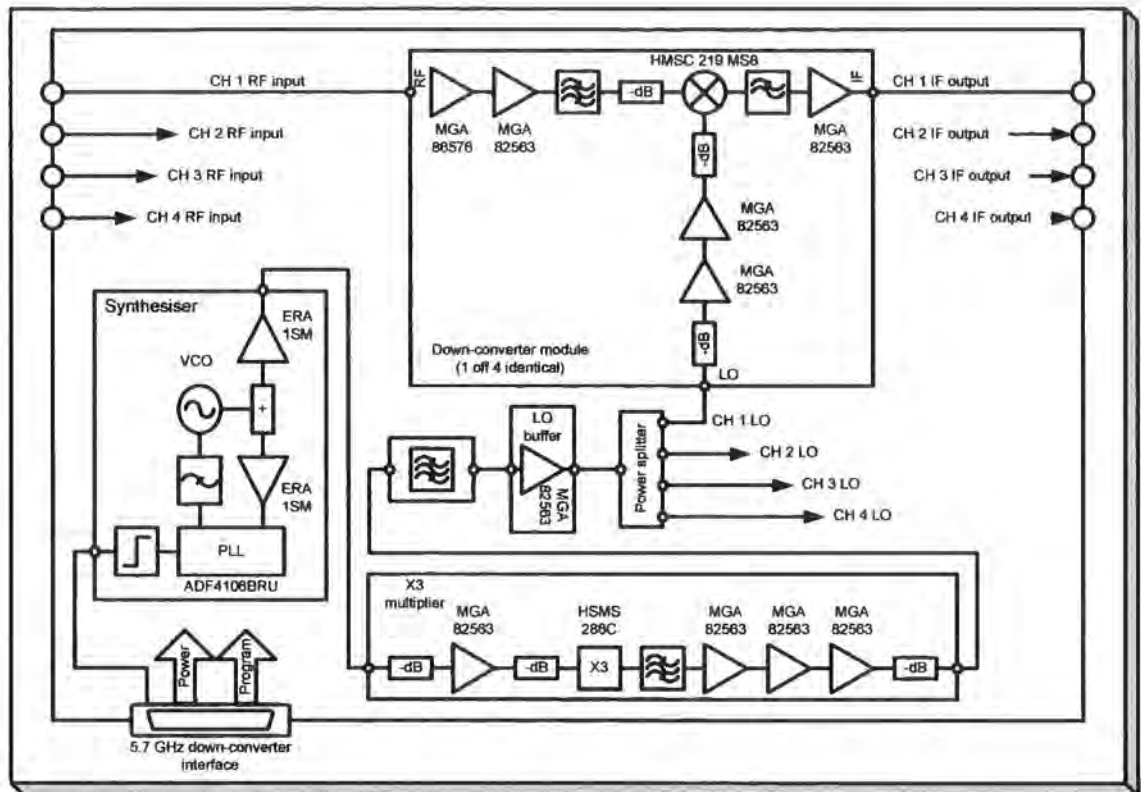 HMSC 219 MS8
CH 1 RF input
RF
-dB
IF
CH 1 IF output
MGA
86576
MGA
82563
MGA
82563
CH 2 RF input
CH 2 IF output
-dB
CH 3 RF input
CH 3 IF output
MGA
82563
CH 4 RF input
CH 4 IF output
MGA
82563
Synthesiser
ERA
1SM
-dB
VCO
Down-converter module
(1 off 4 identical)
LO
+
LO
buffer
CH 1 LO
Power splitter
CH 2 LO
ERA
1SM
MGA
82563
CH 3 LO
CH 4 LO
PLL
ADF4106BRU
X3
multiplier
MGA
82563
HSMS
286C
MGA
82563
MGA
82563
MGA
82563
-dB
-dB
X3
-dB
Power
Program
5.7 GHz down-converter
interface